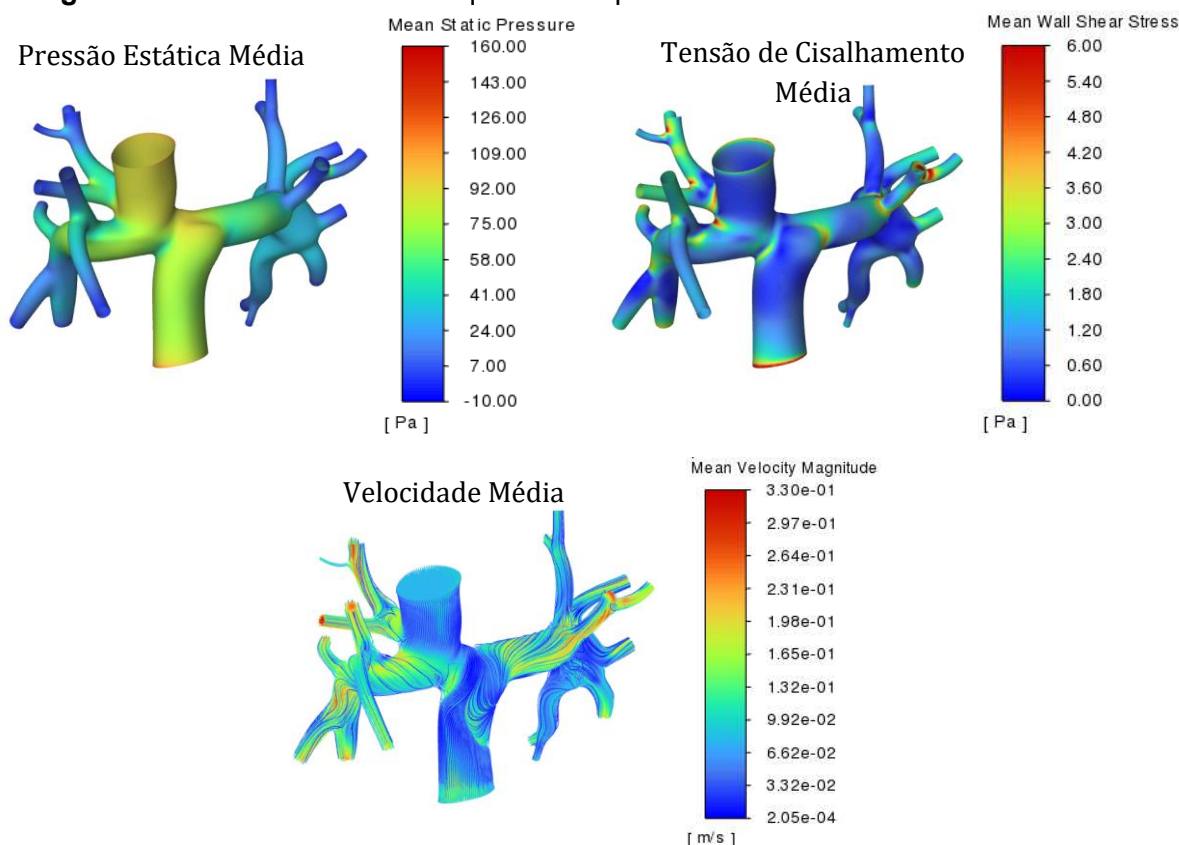 Mean Static Pressure
Pressão Estática Média
160.00
143.00
126.00
109.00
92.00
75.00
58.00
41.00
24.00
7.00
-10.00
[ Pa ]
Mean Wall Shear Stress
Tensão de Cisalhamento
Média
6.00
5.40
4.80
4.20
3.60
3.00
2.40
1.80
1.20
0.60
0.00
[ Pa ]
Mean Velocity Magnitude
Velocidade Média
3.30e-01
2.97e-01
2.64e-01
2.31e-01
1.98e-01
1.65e-01
1.32e-01
9.92e-02
6.62e-02
3.32e-02
2.05e-04
[ m/s ]